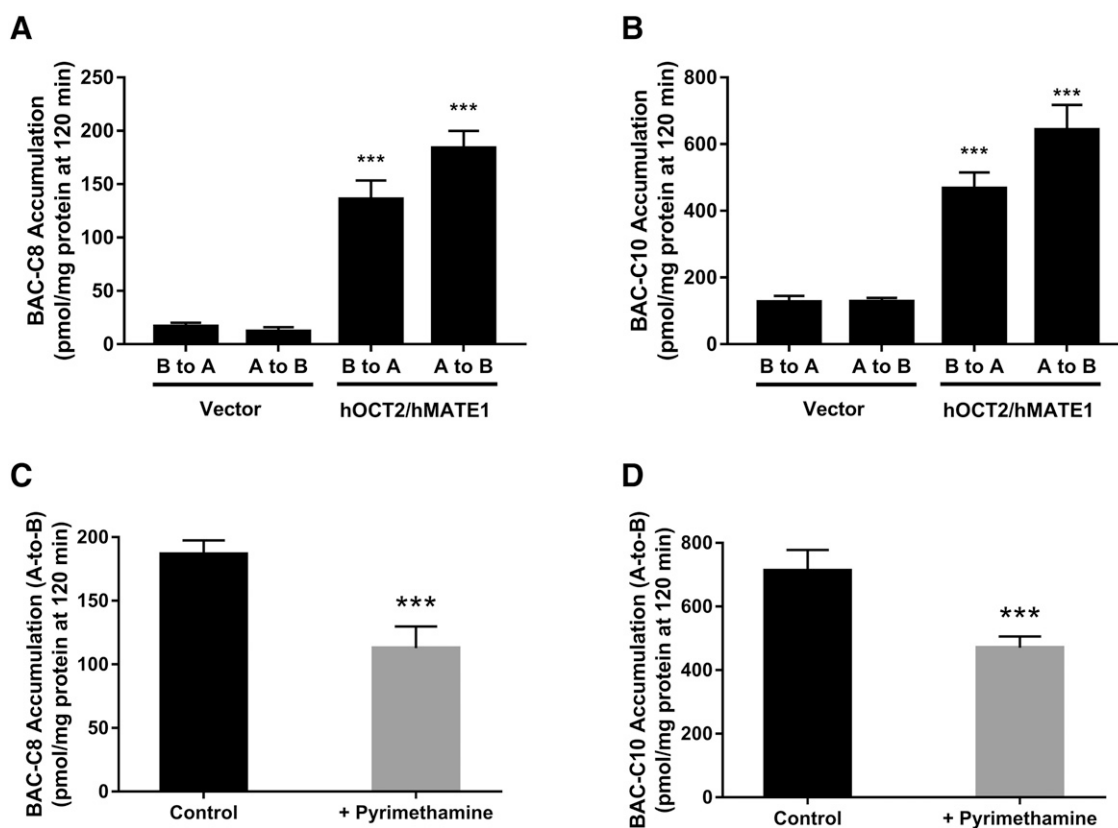 A
BAC-C8 Accumulation
(pmol/mg protein at 120 min)
250
200
150
100
50
0
***
***
B to A
A to B
B to A
A to B
Vector
hOCT2/hMATE1
B
BAC-C10 Accumulation
(pmol/mg protein at 120 min)
800
600
400
200
0
***
***
B to A
A to B
B to A
A to B
Vector
hOCT2/hMATE1
C
BAC-C8 Accumulation (A-to-B)
(pmol/mg protein at 120 min)
200
150
100
50
0
***
Control
+ Pyrimethamine
D
BAC-C10 Accumulation (A-to-B)
(pmol/mg protein at 120 min)
800
600
400
200
0
***
Control
+ Pyrimethamine